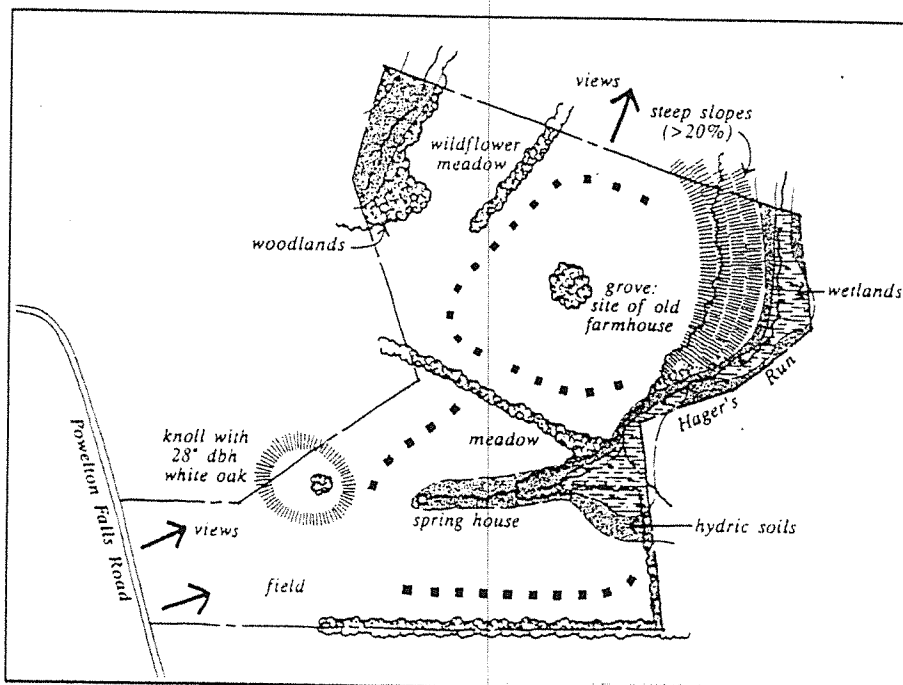 views
steep slopes
(>20%)
wildflower
meadow
woodlands
grove:
site of old
farmhouse
wetlands
Hager's Run
knoll with
28" dbh
white oak
meadow
Powelton Falls Road
views
spring house
hydric soils
field